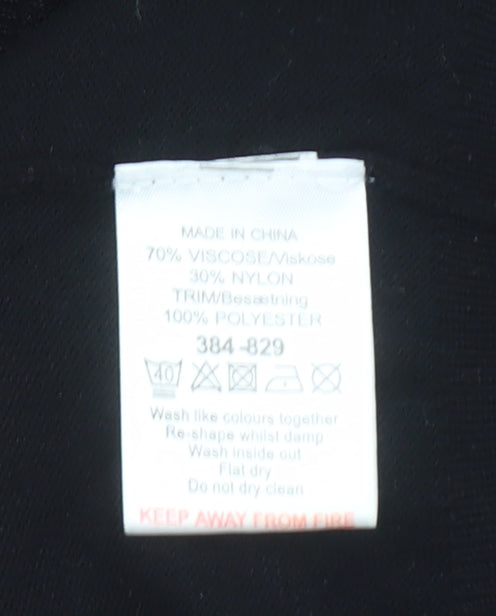 MADE IN CHINA
70% VISCOSE/Viskose
30% NYLON
TRIM/Besætning
100% POLYESTER
384-829
40
Wash like colours together
Re-shape whilst damp
Wash inside out
Flat dry
Do not dry clean
KEEP AWAY FROM FIRE